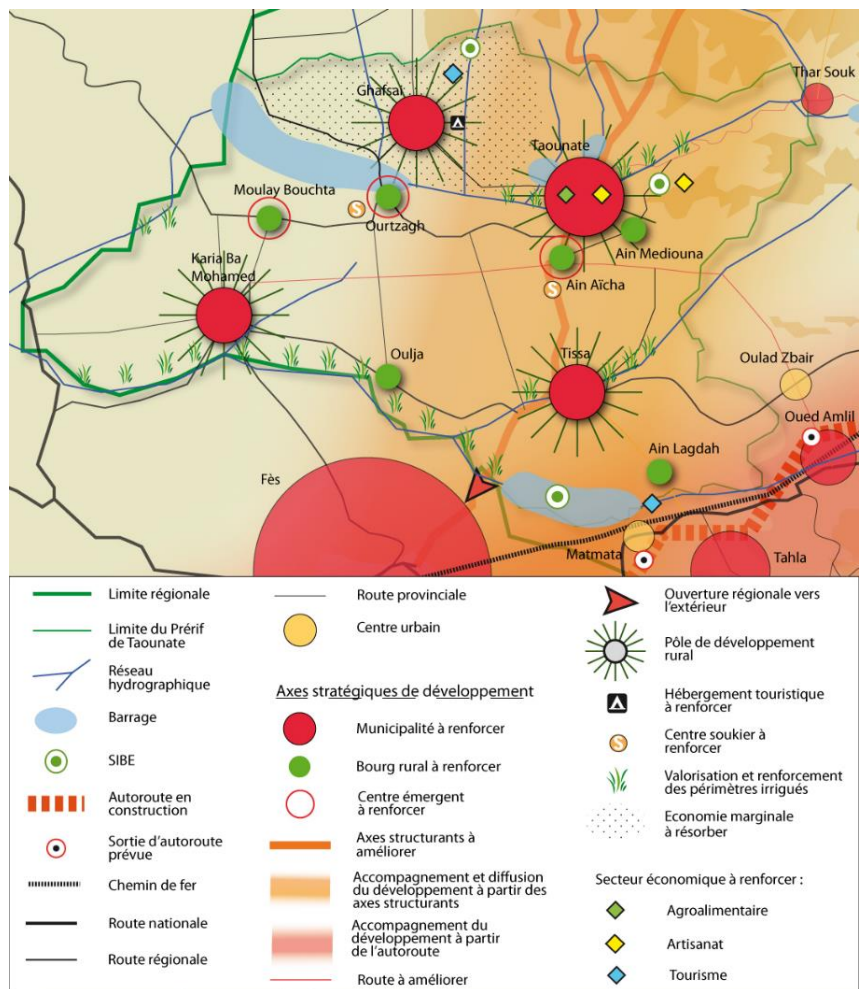 Thar Souk
Ghafsaï
Taounate
Moulay Bouchta
Ourtzagh
Ain Mediouna
Karia Ba
Mohamed
Ain Aïcha
S
S
Oulja
Tissa
Oulad Zbair
Oued Amlil
Ain Lagdah
Fès
Matmata
Tahla
Limite régionale
Limite du Prérif
de Taounate
Réseau
hydrographique
Barrage
SIBE
Autoroute en
construction
Sortie d'autoroute
prévue
Chemin de fer
Route nationale
Route régionale
Route provinciale
Centre urbain
Axes stratégiques de développement
Municipalité à renforcer
Bourg rural à renforcer
Centre émergent
à renforcer
Axes structurants à
améliorer
Accompagnement et diffusion
du développement à partir des
axes structurants
Accompagnement du
développement à partir
de l'autoroute
Route à améliorer
Ouverture régionale vers
l'extérieur
Pôle de développement
rural
Hébergement touristique
à renforcer
S
Centre soukier à
renforcer
Valorisation et renforcement
des périmètres irrigués
Economie marginale
à résorber
Secteur économique à renforcer :
Agroalimentaire
Artisanat
Tourisme